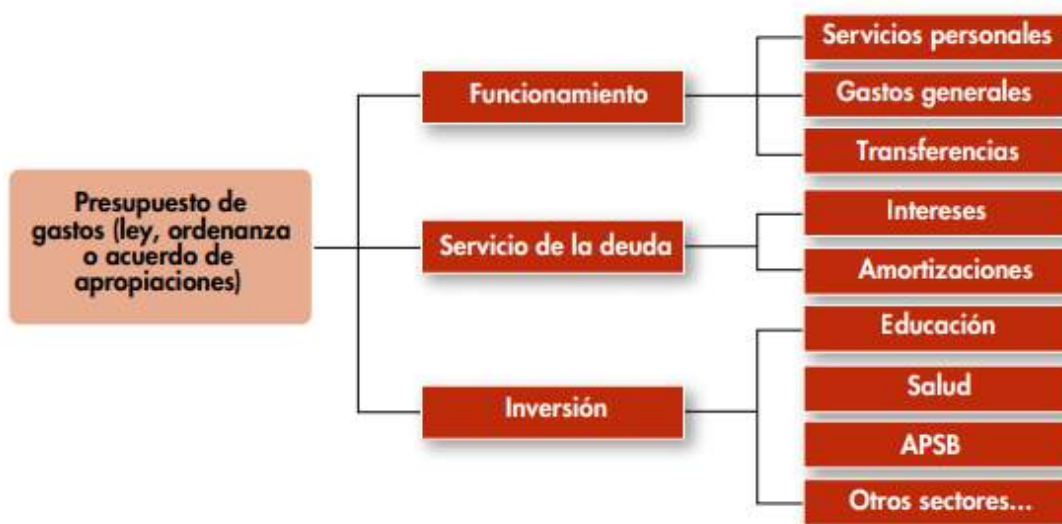 Presupuesto de
gastos (ley, ordenanza
o acuerdo de
apropiaciones)
Funcionamiento
Servicios personales
Gastos generales
Transferencias
Servicio de la deuda
Intereses
Amortizaciones
Inversión
Educación
Salud
APSB
Otros sectores...